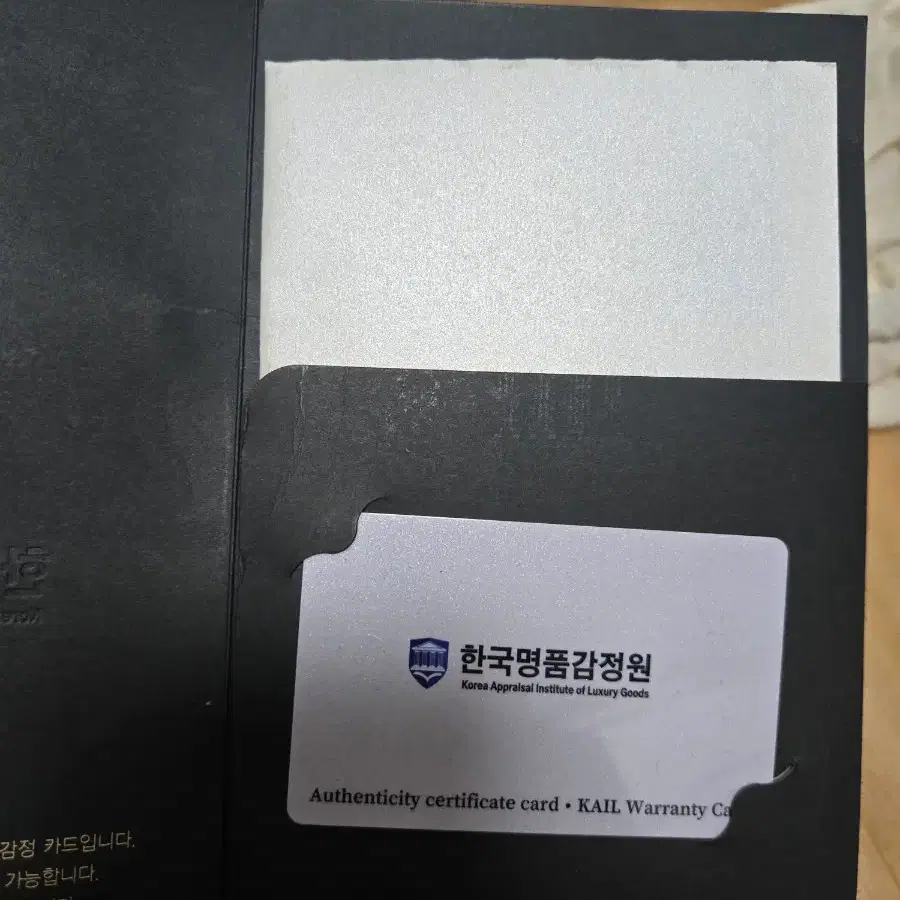 한국명품감정원
Korea Appraisal Institute of Luxury Goods
Authenticity certificate card • KAIL Warranty Ca
감정 카드입니다.
가능합니다.